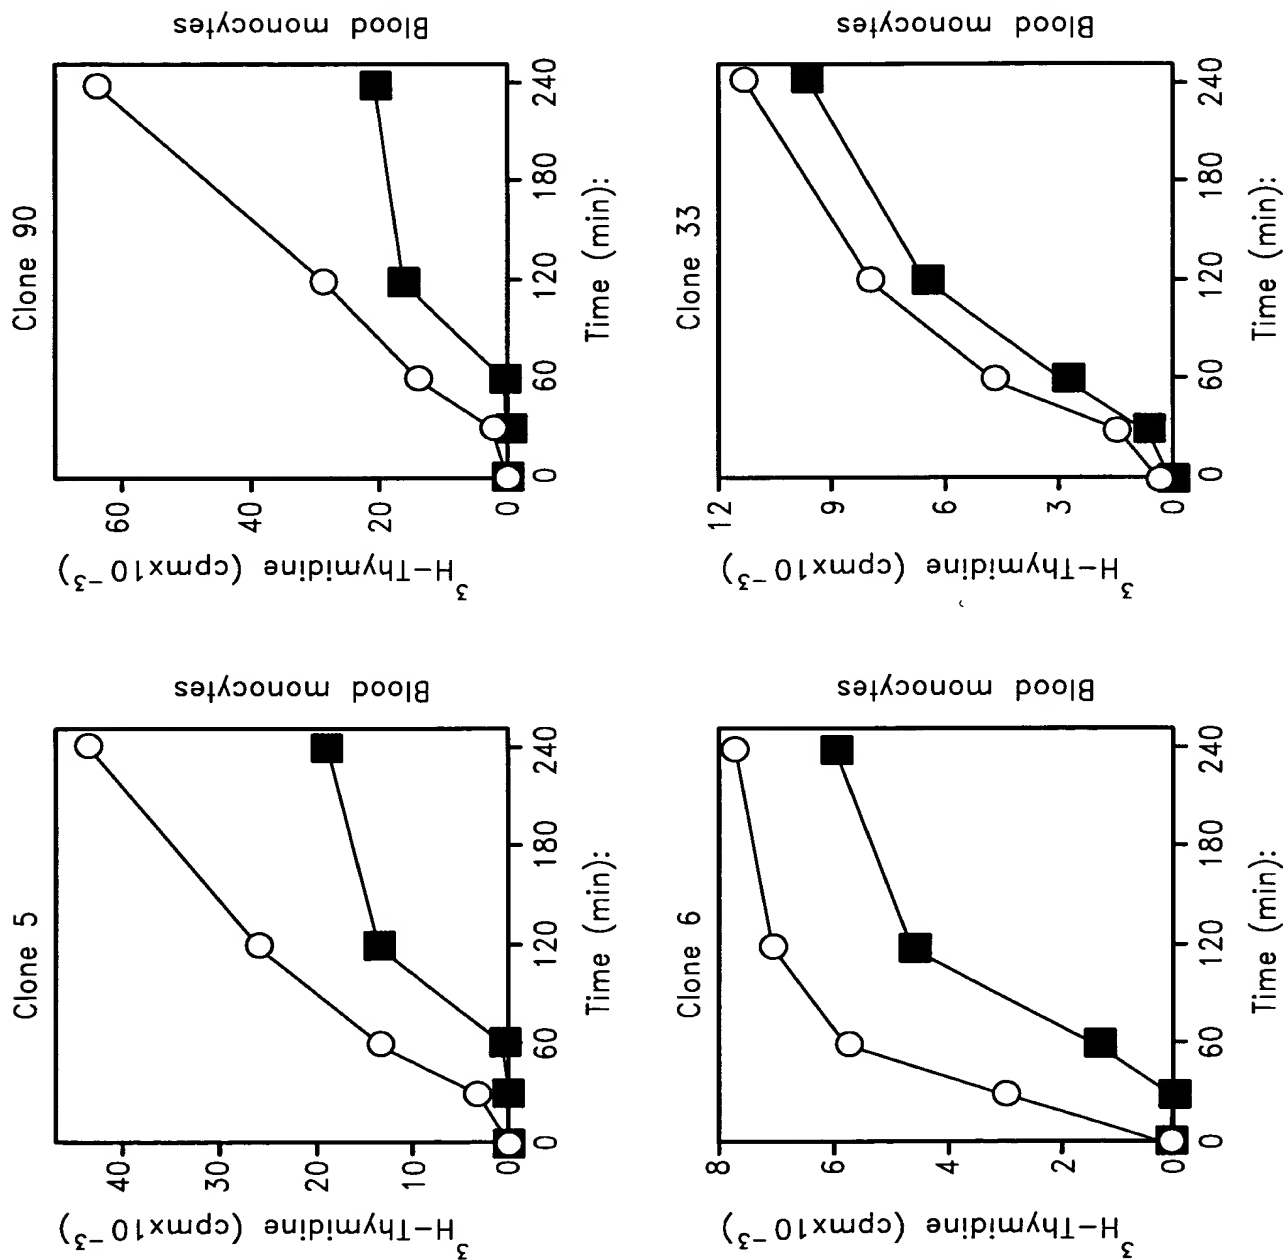 Clone 5
³H-Thymidine (cpmx10⁻³)
40
30
20
10
0
0 60 120 180 240
Time (min):
Blood monocytes
Clone 90
³H-Thymidine (cpmx10⁻³)
60
40
20
0
0 60 120 180 240
Time (min):
Blood monocytes
Clone 6
³H-Thymidine (cpmx10⁻³)
8
6
4
2
0
0 60 120 180 240
Time (min):
Blood monocytes
Clone 33
³H-Thymidine (cpmx10⁻³)
12
9
6
3
0
0 60 120 180 240
Time (min):
Blood monocytes